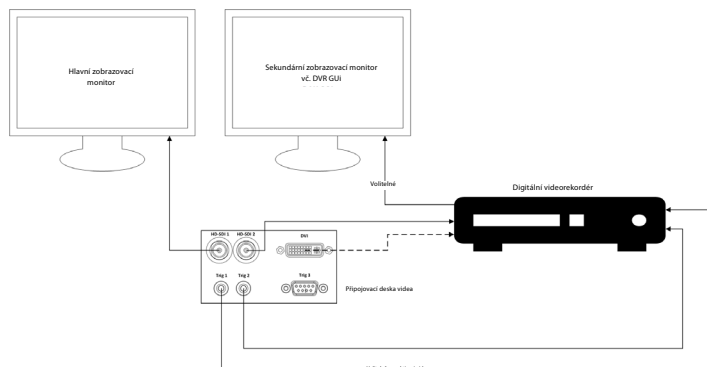 Hlavní zobrazovací
monitor
Sekundární zobrazovací monitor
vč. DVR GUi
Volitelné
Digitální videorekordér
HD-SDI 1
HD-SDI 2
DVI
Trig 1
Trig 2
Trig 3
Připojovací deska videa